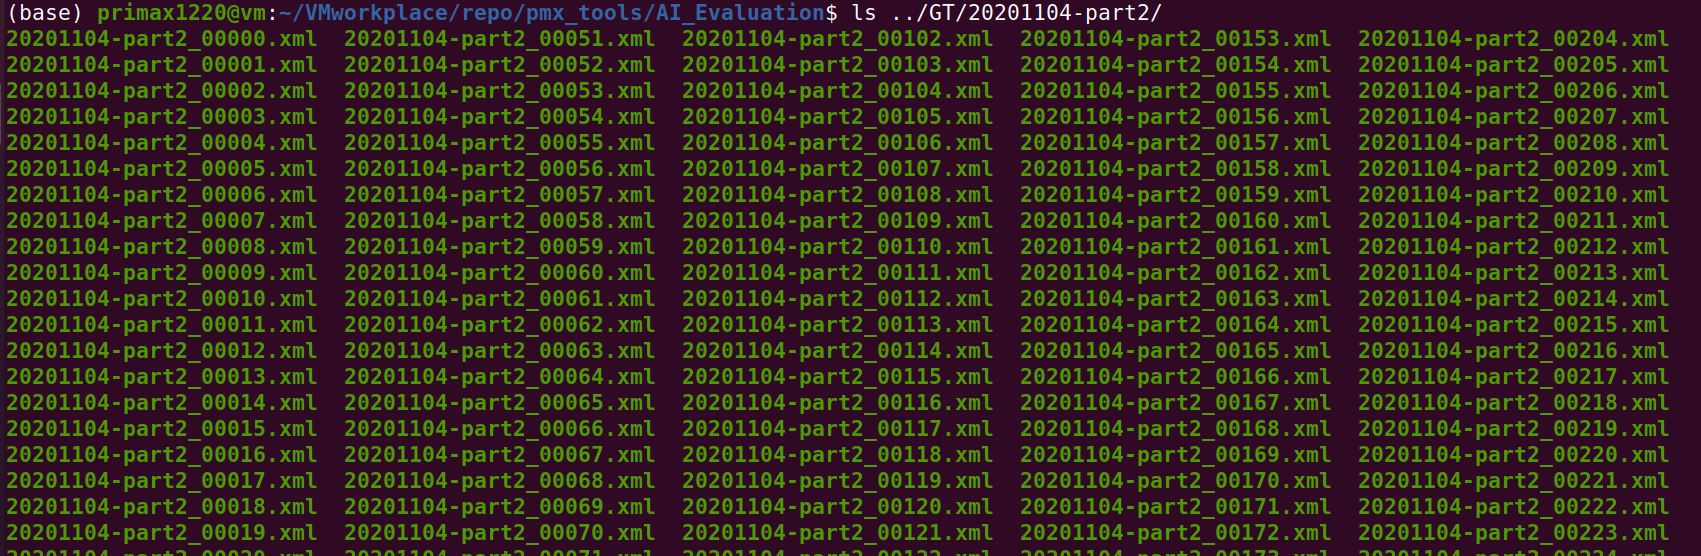 (base) primax1220@vm:~/VMworkplace/repo/pmx_tools/AI_Evaluation$ ls ../GT/20201104-part2/
20201104-part2_00000.xml  20201104-part2_00051.xml  20201104-part2_00102.xml  20201104-part2_00153.xml  20201104-part2_00204.xml
20201104-part2_00001.xml  20201104-part2_00052.xml  20201104-part2_00103.xml  20201104-part2_00154.xml  20201104-part2_00205.xml
20201104-part2_00002.xml  20201104-part2_00053.xml  20201104-part2_00104.xml  20201104-part2_00155.xml  20201104-part2_00206.xml
20201104-part2_00003.xml  20201104-part2_00054.xml  20201104-part2_00105.xml  20201104-part2_00156.xml  20201104-part2_00207.xml
20201104-part2_00004.xml  20201104-part2_00055.xml  20201104-part2_00106.xml  20201104-part2_00157.xml  20201104-part2_00208.xml
20201104-part2_00005.xml  20201104-part2_00056.xml  20201104-part2_00107.xml  20201104-part2_00158.xml  20201104-part2_00209.xml
20201104-part2_00006.xml  20201104-part2_00057.xml  20201104-part2_00108.xml  20201104-part2_00159.xml  20201104-part2_00210.xml
20201104-part2_00007.xml  20201104-part2_00058.xml  20201104-part2_00109.xml  20201104-part2_00160.xml  20201104-part2_00211.xml
20201104-part2_00008.xml  20201104-part2_00059.xml  20201104-part2_00110.xml  20201104-part2_00161.xml  20201104-part2_00212.xml
20201104-part2_00009.xml  20201104-part2_00060.xml  20201104-part2_00111.xml  20201104-part2_00162.xml  20201104-part2_00213.xml
20201104-part2_00010.xml  20201104-part2_00061.xml  20201104-part2_00112.xml  20201104-part2_00163.xml  20201104-part2_00214.xml
20201104-part2_00011.xml  20201104-part2_00062.xml  20201104-part2_00113.xml  20201104-part2_00164.xml  20201104-part2_00215.xml
20201104-part2_00012.xml  20201104-part2_00063.xml  20201104-part2_00114.xml  20201104-part2_00165.xml  20201104-part2_00216.xml
20201104-part2_00013.xml  20201104-part2_00064.xml  20201104-part2_00115.xml  20201104-part2_00166.xml  20201104-part2_00217.xml
20201104-part2_00014.xml  20201104-part2_00065.xml  20201104-part2_00116.xml  20201104-part2_00167.xml  20201104-part2_00218.xml
20201104-part2_00015.xml  20201104-part2_00066.xml  20201104-part2_00117.xml  20201104-part2_00168.xml  20201104-part2_00219.xml
20201104-part2_00016.xml  20201104-part2_00067.xml  20201104-part2_00118.xml  20201104-part2_00169.xml  20201104-part2_00220.xml
20201104-part2_00017.xml  20201104-part2_00068.xml  20201104-part2_00119.xml  20201104-part2_00170.xml  20201104-part2_00221.xml
20201104-part2_00018.xml  20201104-part2_00069.xml  20201104-part2_00120.xml  20201104-part2_00171.xml  20201104-part2_00222.xml
20201104-part2_00019.xml  20201104-part2_00070.xml  20201104-part2_00121.xml  20201104-part2_00172.xml  20201104-part2_00223.xml